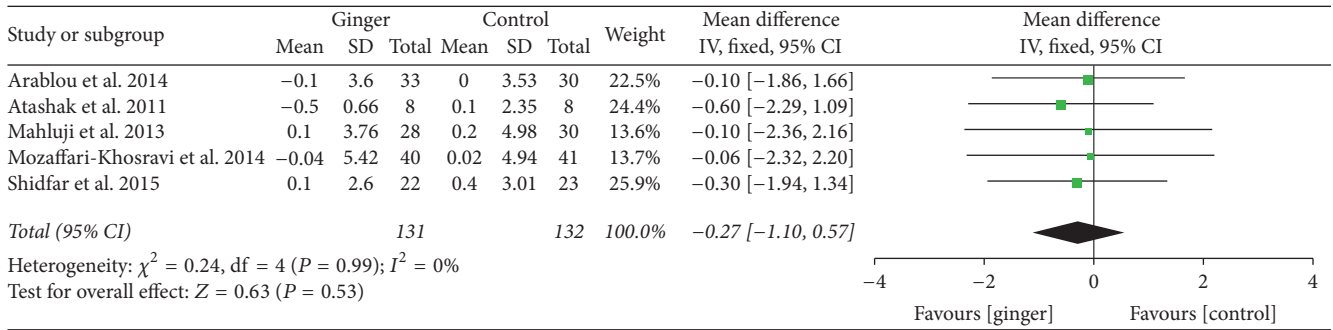 Study or subgroup Ginger Control Weight Mean difference Mean difference
Mean SD Total Mean SD Total IV, fixed, 95% CI IV, fixed, 95% CI
Arablou et al. 2014 −0.1 3.6 33 0 3.53 30 22.5% −0.10 [−1.86, 1.66]
Atashak et al. 2011 −0.5 0.66 8 0.1 2.35 8 24.4% −0.60 [−2.29, 1.09]
Mahluji et al. 2013 0.1 3.76 28 0.2 4.98 30 13.6% −0.10 [−2.36, 2.16]
Mozaffari-Khosravi et al. 2014 −0.04 5.42 40 0.02 4.94 41 13.7% −0.06 [−2.32, 2.20]
Shidfar et al. 2015 0.1 2.6 22 0.4 3.01 23 25.9% −0.30 [−1.94, 1.34]
Total (95% CI) 131 132 100.0% −0.27 [−1.10, 0.57]
Heterogeneity: χ² = 0.24, df = 4 (P = 0.99); I² = 0%
Test for overall effect: Z = 0.63 (P = 0.53)
−4 −2 0 2 4
Favours [ginger] Favours [control]